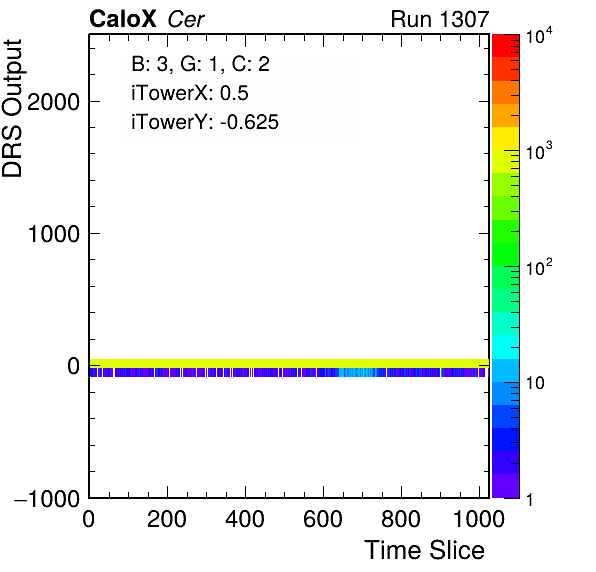 CaloX Cer
Run 1307
B: 3, G: 1, C: 2
iTowerX: 0.5
iTowerY: -0.625
DRS Output
2000
1000
0
−1000
0 200 400 600 800 1000
Time Slice
10⁴
10³
10²
10
1